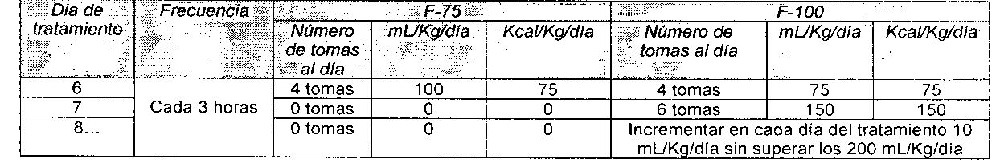 Día de tratamiento Frecuencia F-75 F-100
Número de tomas al día mL/Kg/día Kcal/Kg/día Número de tomas al día mL/Kg/día Kcal/Kg/día
6 Cada 3 horas 4 tomas 100 75 4 tomas 75 75
7 0 tomas 0 0 6 tomas 150 150
8... 0 tomas 0 0 Incrementar en cada día del tratamiento 10
mL/Kg/día sin superar los 200 mL/Kg/día